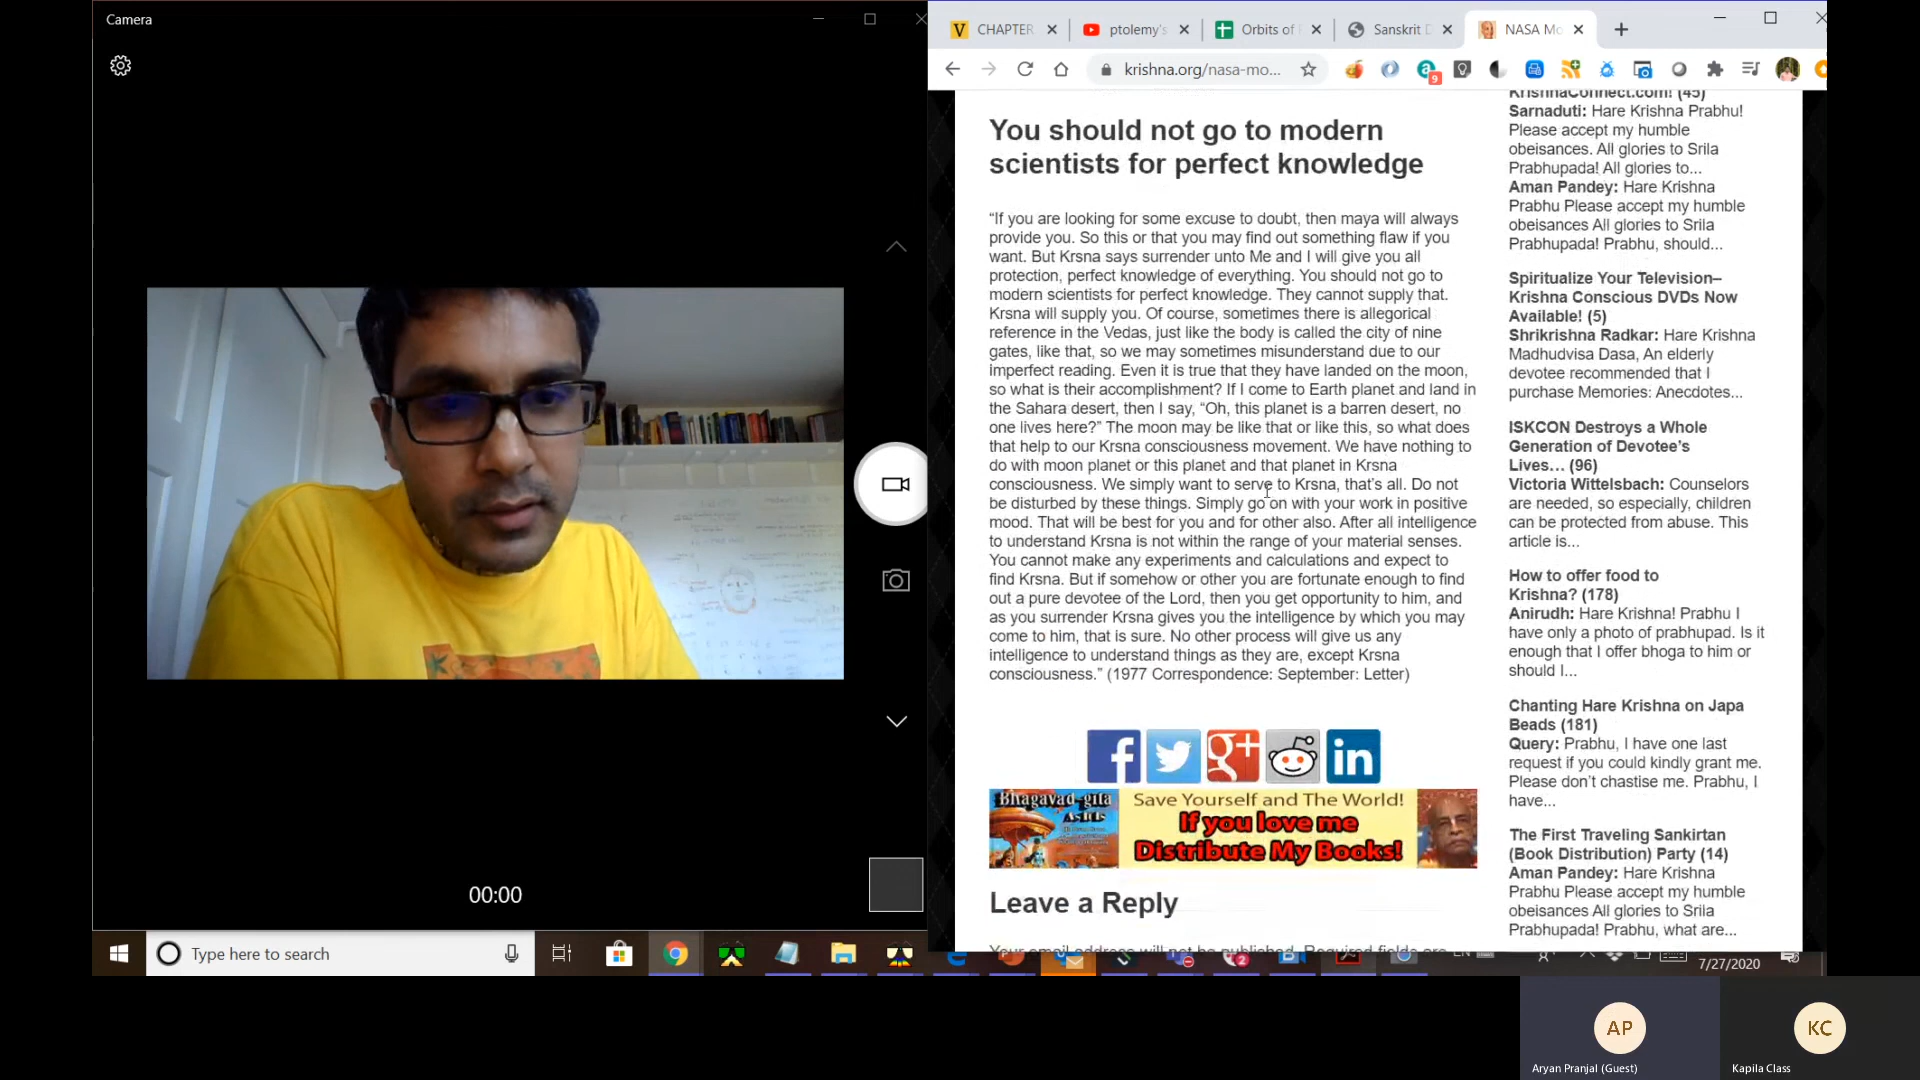 Camera
CHAPTER
ptolemy's
Orbits of
Sanskrit D
NASA Mo
krishna.org/nasa-mo...
9
You should not go to modern
scientists for perfect knowledge
“If you are looking for some excuse to doubt, then maya will always
provide you. So this or that you may find out something flaw if you
want. But Krsna says surrender unto Me and I will give you all
protection, perfect knowledge of everything. You should not go to
modern scientists for perfect knowledge. They cannot supply that.
Krsna will supply you. Of course, sometimes there is allegorical
reference in the Vedas, just like the body is called the city of nine
gates, like that, so we may sometimes misunderstand due to our
imperfect reading. Even it is true that they have landed on the moon,
so what is their accomplishment? If I come to Earth planet and land in
the Sahara desert, then I say, “Oh, this planet is a barren desert, no
one lives here?” The moon may be like that or like this, so what does
that help to our Krsna consciousness movement. We have nothing to
do with moon planet or this planet and that planet in Krsna
consciousness. We simply want to serve to Krsna, that’s all. Do not
be disturbed by these things. Simply go on with your work in positive
mood. That will be best for you and for other also. After all intelligence
to understand Krsna is not within the range of your material senses.
You cannot make any experiments and calculations and expect to
find Krsna. But if somehow or other you are fortunate enough to find
out a pure devotee of the Lord, then you get opportunity to him, and
as you surrender Krsna gives you the intelligence by which you may
come to him, that is sure. No other process will give us any
intelligence to understand things as they are, except Krsna
consciousness.” (1977 Correspondence: September: Letter)
Bhagavad-gita
As It Is
Save Yourself and The World!
If you love me
Distribute My Books!
Leave a Reply
Your email address will not be published. Required fields are
KrishnaConnect.com! (45)
Sarnaduti: Hare Krishna Prabhu!
Please accept my humble
obeisances. All glories to Srila
Prabhupada! All glories to...
Aman Pandey: Hare Krishna
Prabhu Please accept my humble
obeisances All glories to Srila
Prabhupada! Prabhu, should...
Spiritualize Your Television–
Krishna Conscious DVDs Now
Available! (5)
Shrikrishna Radkar: Hare Krishna
Madhudvisa Dasa, An elderly
devotee recommended that I
purchase Memories: Anecdotes...
ISKCON Destroys a Whole
Generation of Devotee’s
Lives… (96)
Victoria Wittelsbach: Counselors
are needed, so especially, children
can be protected from abuse. This
article is...
How to offer food to
Krishna? (178)
Anirudh: Hare Krishna! Prabhu I
have only a photo of prabhupad. Is it
enough that I offer bhoga to him or
should I...
Chanting Hare Krishna on Japa
Beads (181)
Query: Prabhu, I have one last
request if you could kindly grant me.
Please don’t chastise me. Prabhu, I
have...
The First Traveling Sankirtan
(Book Distribution) Party (14)
Aman Pandey: Hare Krishna
Prabhu Please accept my humble
obeisances All glories to Srila
Prabhupada! Prabhu, what are...
00:00
Type here to search
7/27/2020
AP
Aryan Pranjal (Guest)
KC
Kapila Class